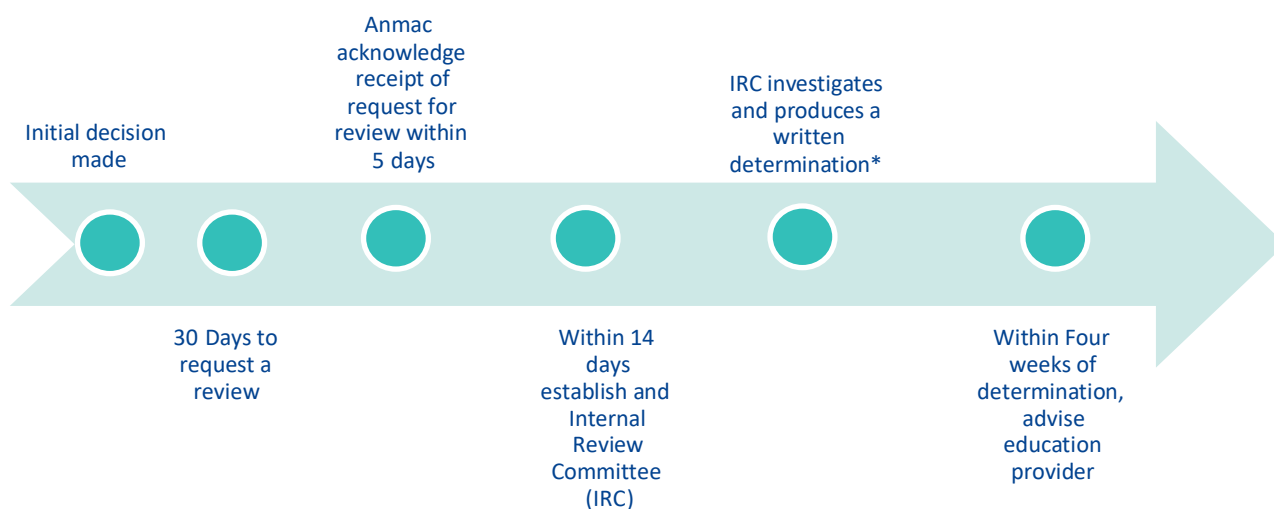 Initial decision
made
30 Days to
request a
review
Anmac
acknowledge
receipt of
request for
review within
5 days
Within 14
days
establish and
Internal
Review
Committee
(IRC)
IRC investigates
and produces a
written
determination*
Within Four
weeks of
determination,
advise
education
provider